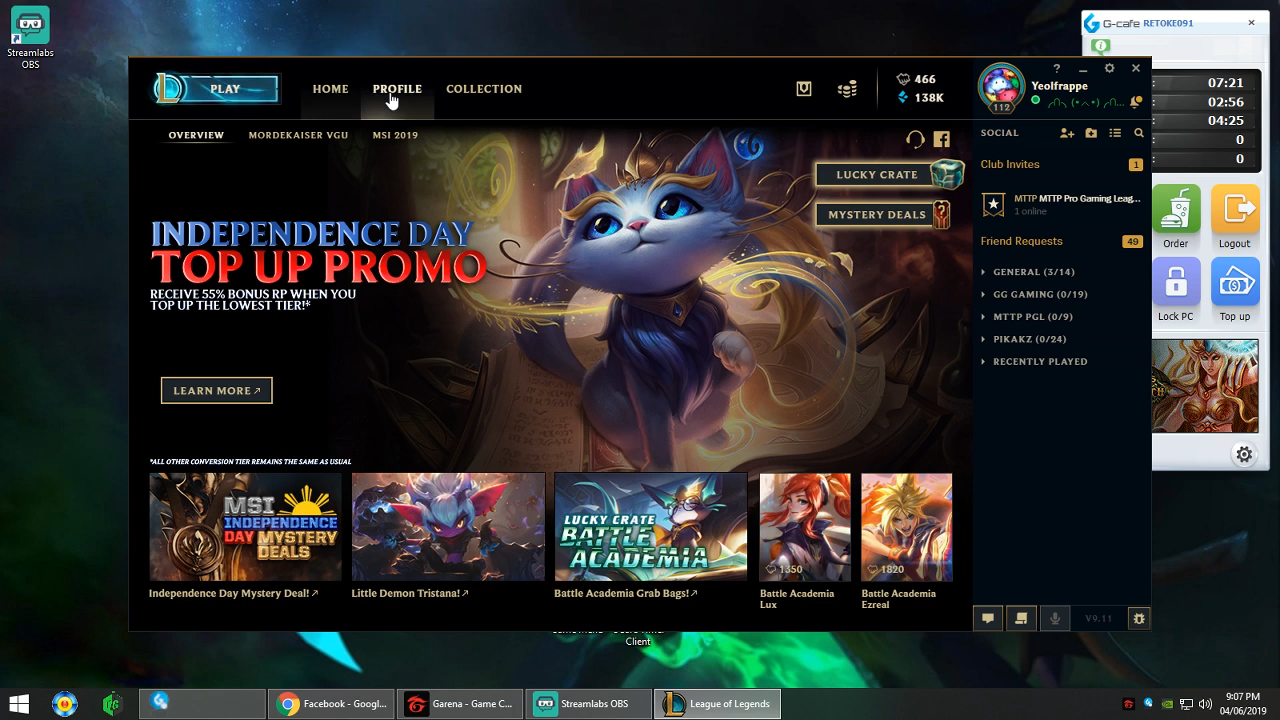 Streamlabs
OBS
G-cafe RETOKE091
PLAY
HOME
PROFILE
COLLECTION
466
138K
Yeolfrappe
112
OVERVIEW
MORDEKAISER VGU
MSI 2019
LUCKY CRATE
MYSTERY DEALS
INDEPENDENCE DAY
TOP UP PROMO
RECEIVE 55% BONUS RP WHEN YOU
TOP UP THE LOWEST TIER!*
LEARN MORE
*ALL OTHER CONVERSION TIER REMAINS THE SAME AS USUAL
MSI
INDEPENDENCE
DAY MYSTERY
DEALS
LUCKY CRATE
BATTLE
ACADEMIA
1350
1820
Independence Day Mystery Deal!
Little Demon Tristana!
Battle Academia Grab Bags!
Battle Academia
Lux
Battle Academia
Ezreal
SOCIAL
Club Invites
1
MTTP MTTP Pro Gaming Leag...
1 online
Friend Requests
49
GENERAL (3/14)
GG GAMING (0/19)
MTTP PGL (0/9)
PIKAKZ (0/24)
RECENTLY PLAYED
V9.11
: 07:21
: 02:56
: 04:25
: 0
: 0
Order
Logout
Lock PC
Top up
Client
Facebook - Googl...
Garena - Game C...
Streamlabs OBS
League of Legends
9:07 PM
04/06/2019